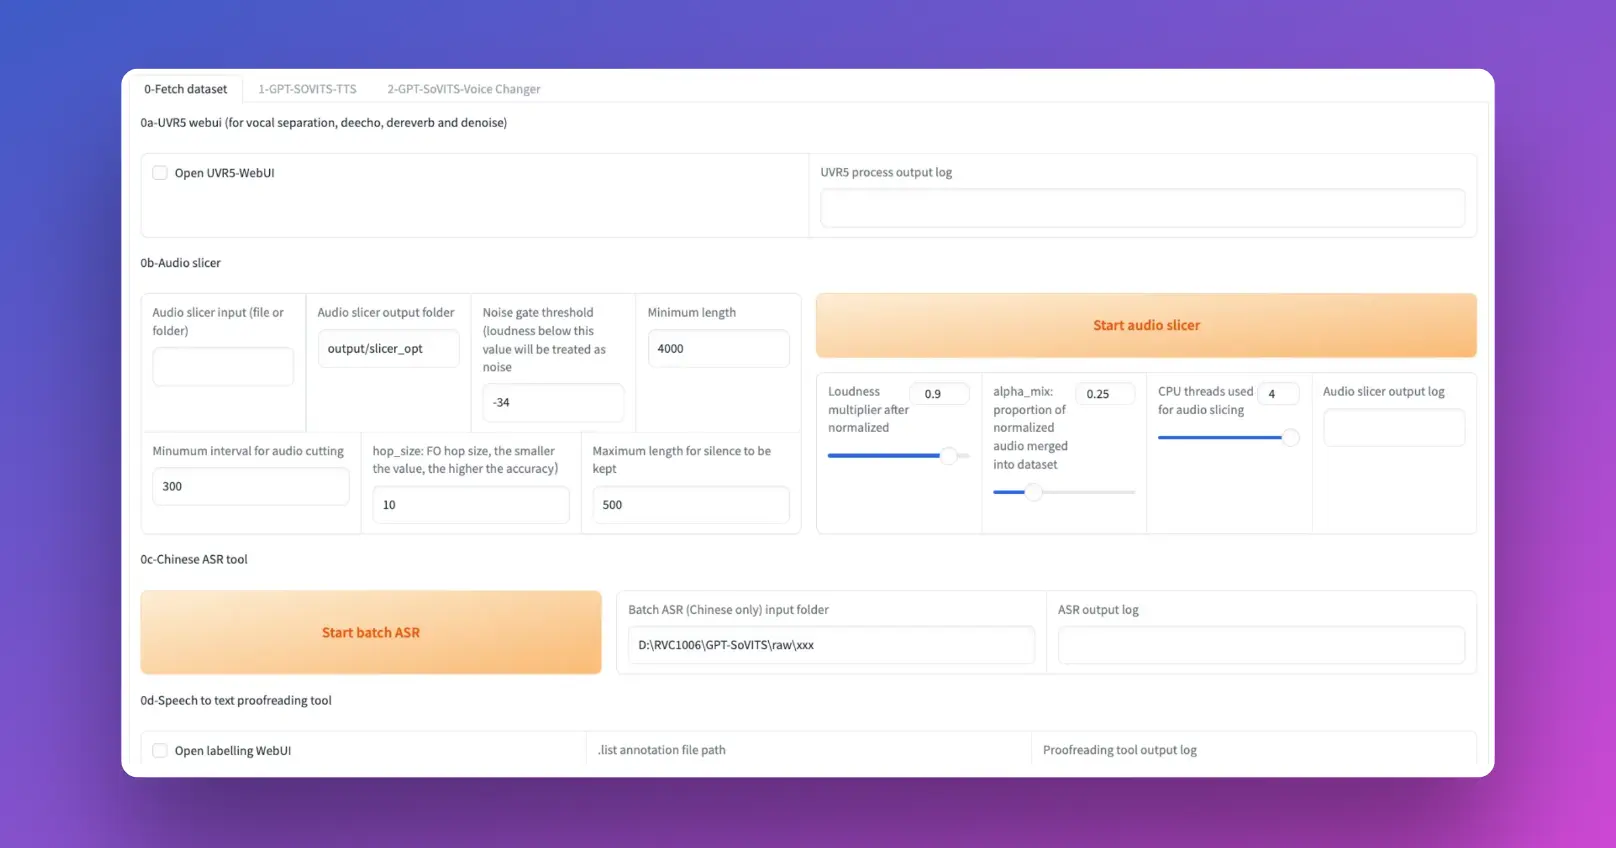 0-Fetch dataset
1-GPT-SOVITS-TTS
2-GPT-SoVITS-Voice Changer
0a-UVR5 webui (for vocal separation, deecho, dereverb and denoise)
Open UVR5-WebUI
UVR5 process output log
0b-Audio slicer
Audio slicer input (file or
folder)
Audio slicer output folder
output/slicer_opt
Noise gate threshold
(loudness below this
value will be treated as
noise
-34
Minimum length
4000
Start audio slicer
Minumum interval for audio cutting
300
hop_size: FO hop size, the smaller
the value, the higher the accuracy)
10
Maximum length for silence to be
kept
500
Loudness
multiplier after
normalized
0.9
alpha_mix:
proportion of
normalized
audio merged
into dataset
0.25
CPU threads used
for audio slicing
4
Audio slicer output log
0c-Chinese ASR tool
Start batch ASR
Batch ASR (Chinese only) input folder
D:\RVC1006\GPT-SoVITS\raw\xxx
ASR output log
0d-Speech to text proofreading tool
Open labelling WebUI
.list annotation file path
Proofreading tool output log